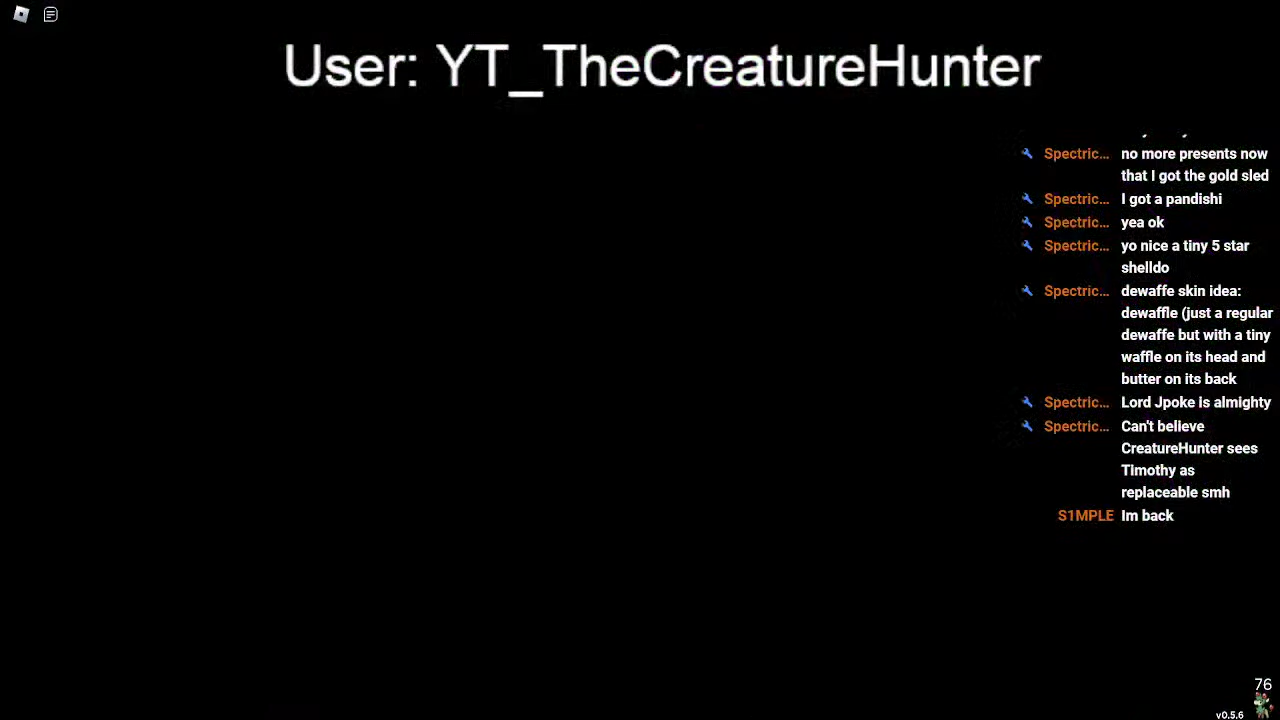 User: YT_TheCreatureHunter
Spectric... no more presents now
that I got the gold sled
Spectric... I got a pandishi
Spectric... yea ok
Spectric... yo nice a tiny 5 star
shelldo
Spectric... dewaffe skin idea:
dewaffle (just a regular
dewaffe but with a tiny
waffle on its head and
butter on its back
Spectric... Lord Jpoke is almighty
Spectric... Can't believe
CreatureHunter sees
Timothy as
replaceable smh
S1MPLE Im back
76
v0.5.6